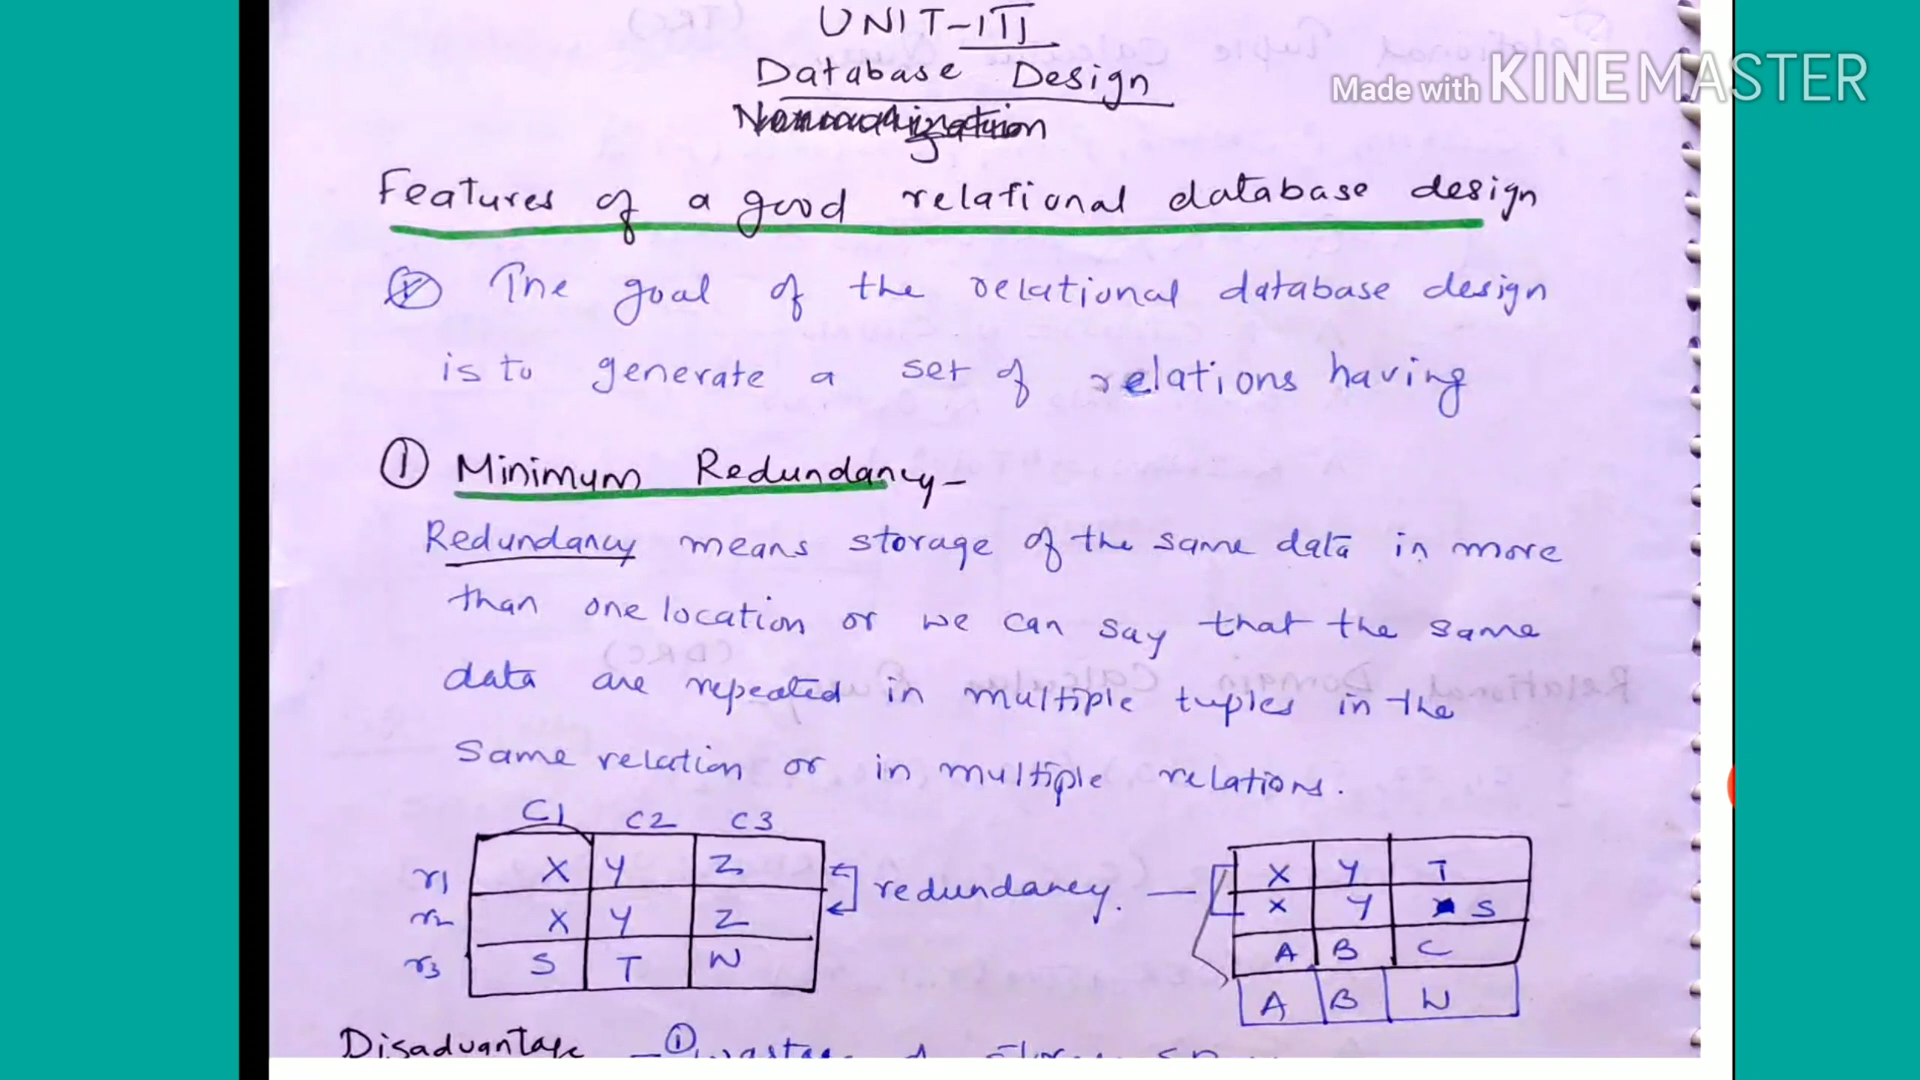 UNIT-III
Database Design
Made with KINEMASTER
Normalization
Features of a good relational database design
The goal of the relational database design
is to generate a set of relations having
① Minimum Redundancy-
Redundancy means storage of the same data in more
than one location or we can say that the same
data are repeated in multiple tuples in the
same relation or in multiple relations.
C1 C2 C3
r1 X Y Z
r2 X Y Z
r3 S T W
redundancy.
X Y T
X Y S
A B C
A B W
Disadvantage - ①